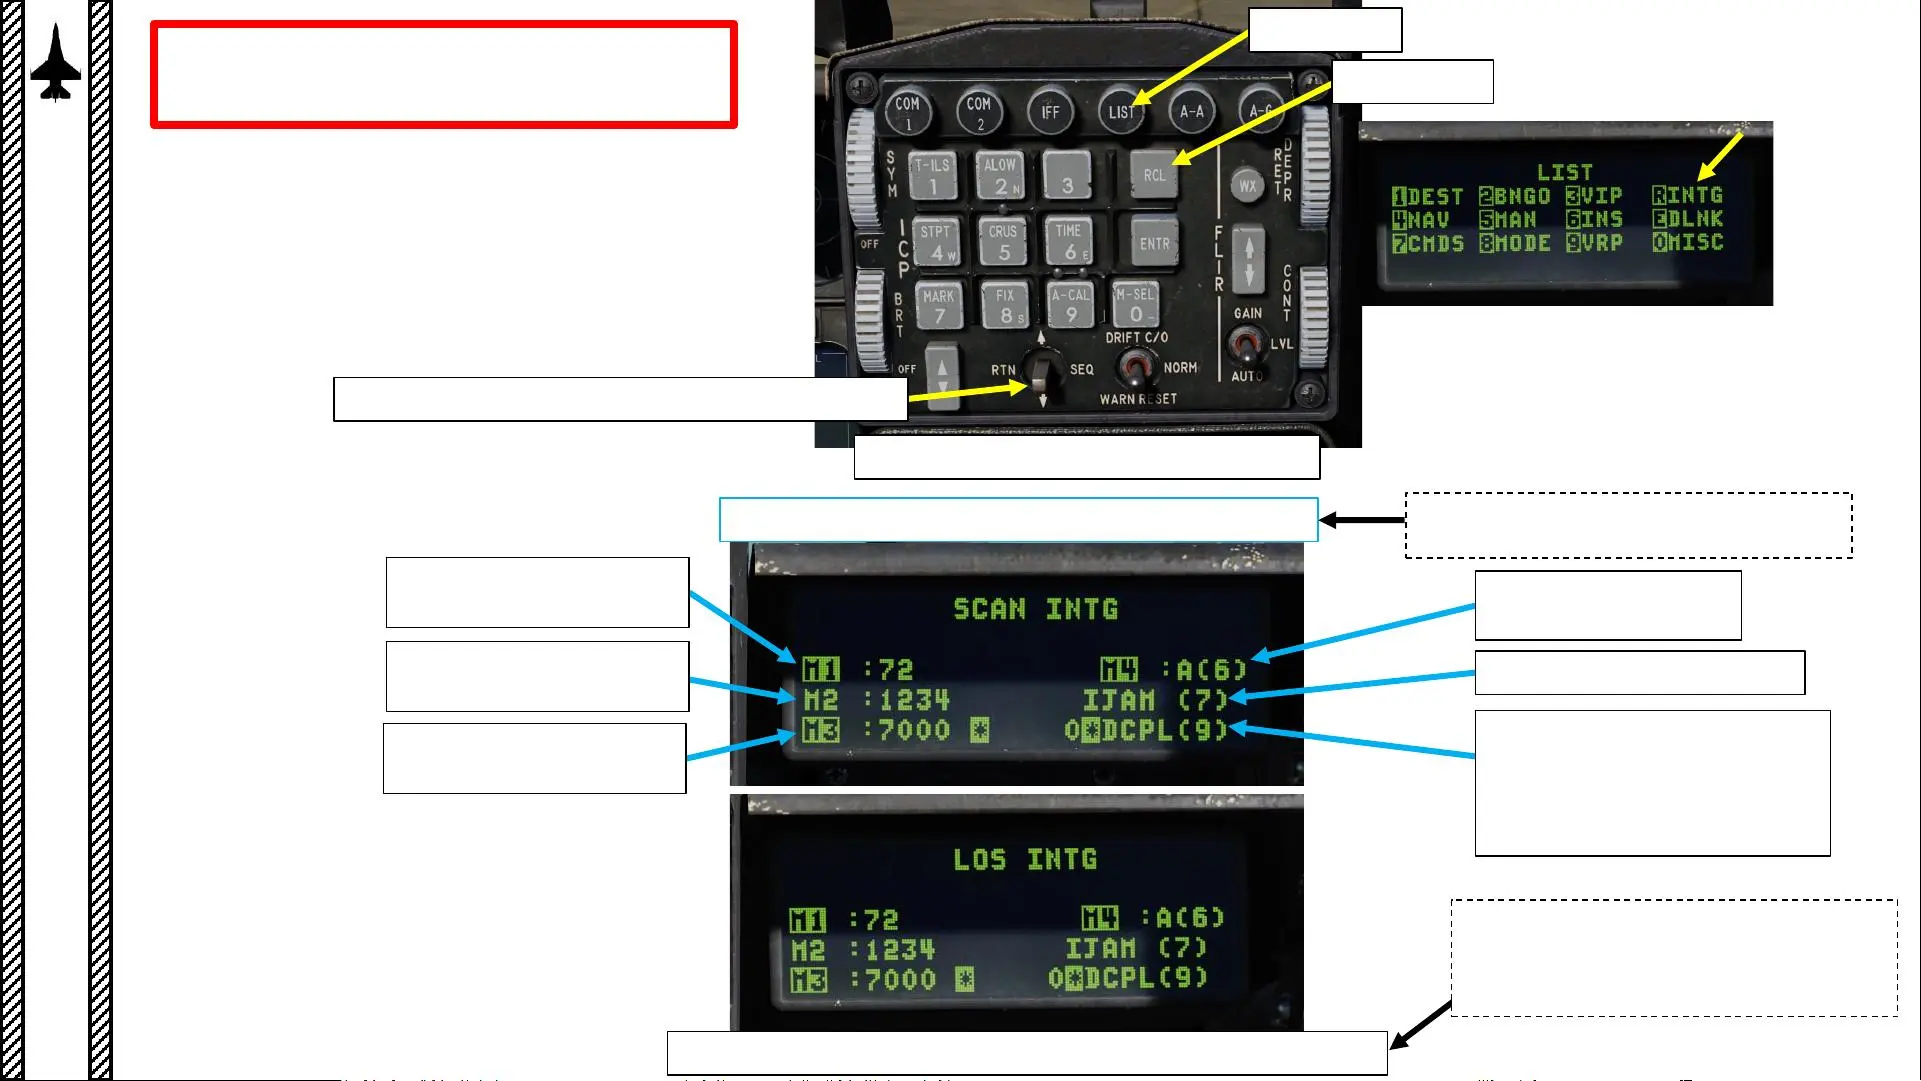 COM 1
COM 2
IFF
LIST
A-A
A-G
SYM
T-ILS 1
ALOW 2 N
3
RCL
WX
RET
DEPR
OFF
ICP
STPT 4 W
CRUS 5
TIME 6 E
ENTR
FLIR
BRT
MARK 7
FIX 8 S
A-CAL 9
M-SEL 0 -
CONT
GAIN
LVL
AUTO
OFF
RTN
SEQ
DRIFT C/O
NORM
WARN RESET
LIST
1DEST 2BNGO 3VIP RINTG
4NAV 5MAN 6INS EDLNK
7CMDS 8MODE 9VRP 0MISC
SCAN INTG
M1 :72 M4 :A(6)
M2 :1234 IJAM (7)
M3 :7000 * O*DCPL(9)
LOS INTG
M1 :72 M4 :A(6)
M2 :1234 IJAM (7)
M3 :7000 * O*DCPL(9)